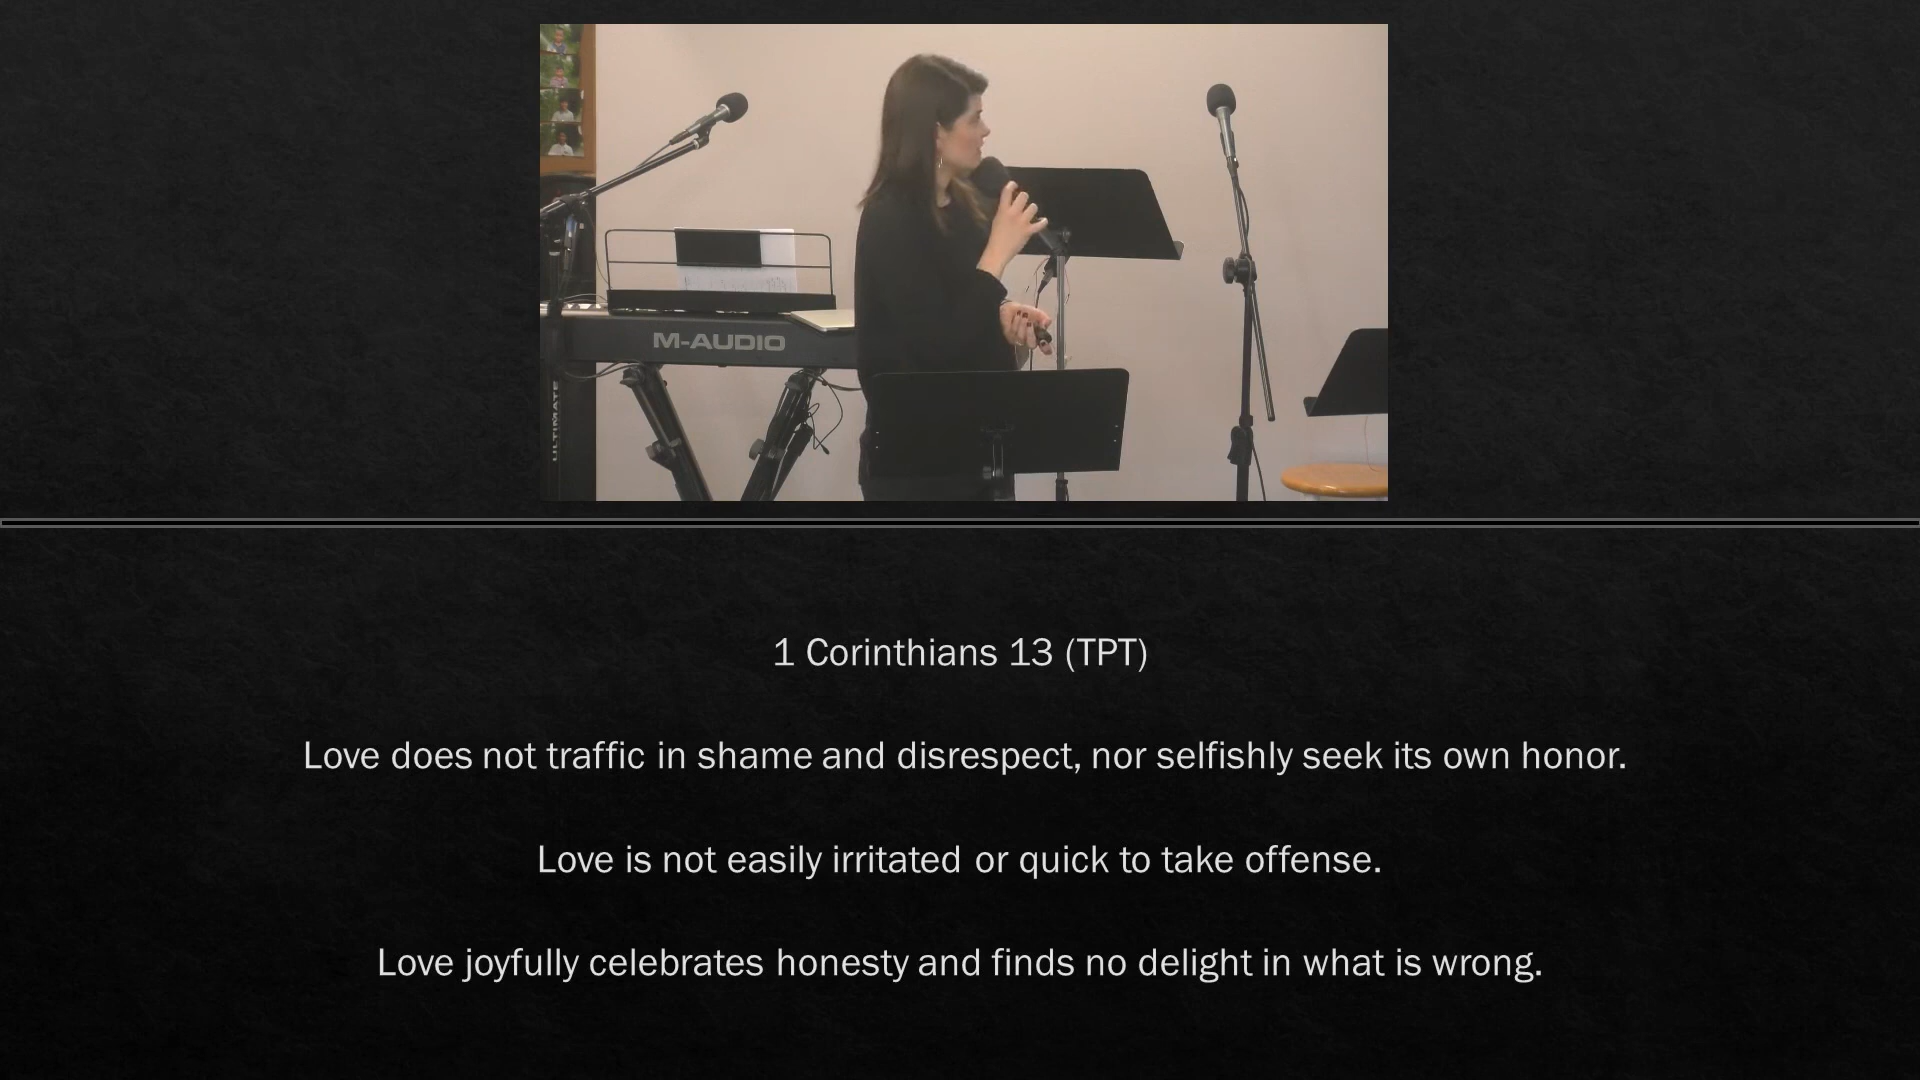 M-AUDIO
ULTIMATE
1 Corinthians 13 (TPT)
Love does not traffic in shame and disrespect, nor selfishly seek its own honor.
Love is not easily irritated or quick to take offense.
Love joyfully celebrates honesty and finds no delight in what is wrong.